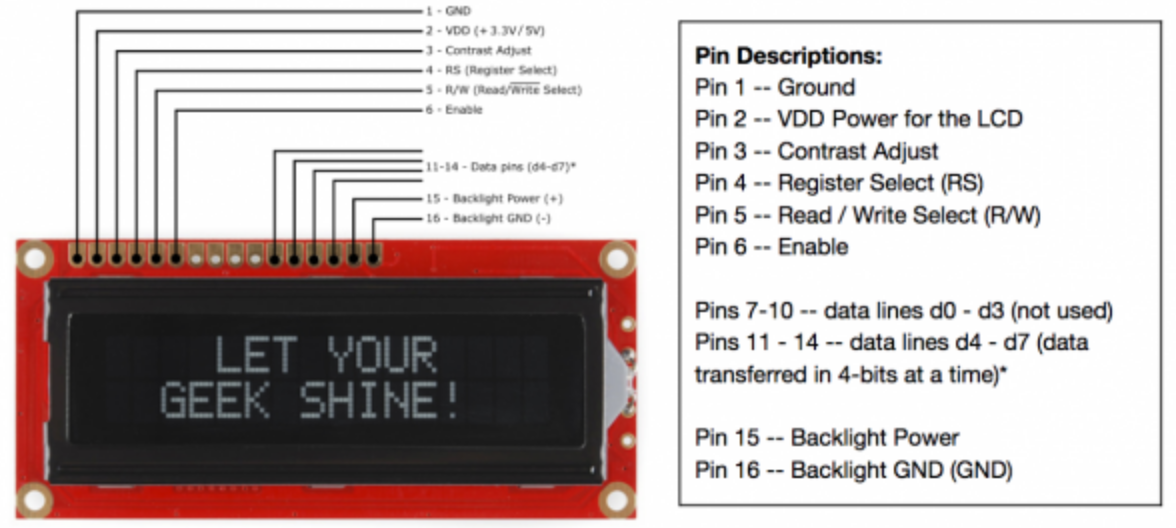 1 - GND
2 - VDD (+3.3V/5V)
3 - Contrast Adjust
4 - RS (Register Select)
5 - R/W (Read/Write Select)
6 - Enable
11-14 - Data pins (d4-d7)*
15 - Backlight Power (+)
16 - Backlight GND (-)
LET YOUR
GEEK SHINE!
Pin Descriptions:
Pin 1 -- Ground
Pin 2 -- VDD Power for the LCD
Pin 3 -- Contrast Adjust
Pin 4 -- Register Select (RS)
Pin 5 -- Read / Write Select (R/W)
Pin 6 -- Enable
Pins 7-10 -- data lines d0 - d3 (not used)
Pins 11 - 14 -- data lines d4 - d7 (data
transferred in 4-bits at a time)*
Pin 15 -- Backlight Power
Pin 16 -- Backlight GND (GND)